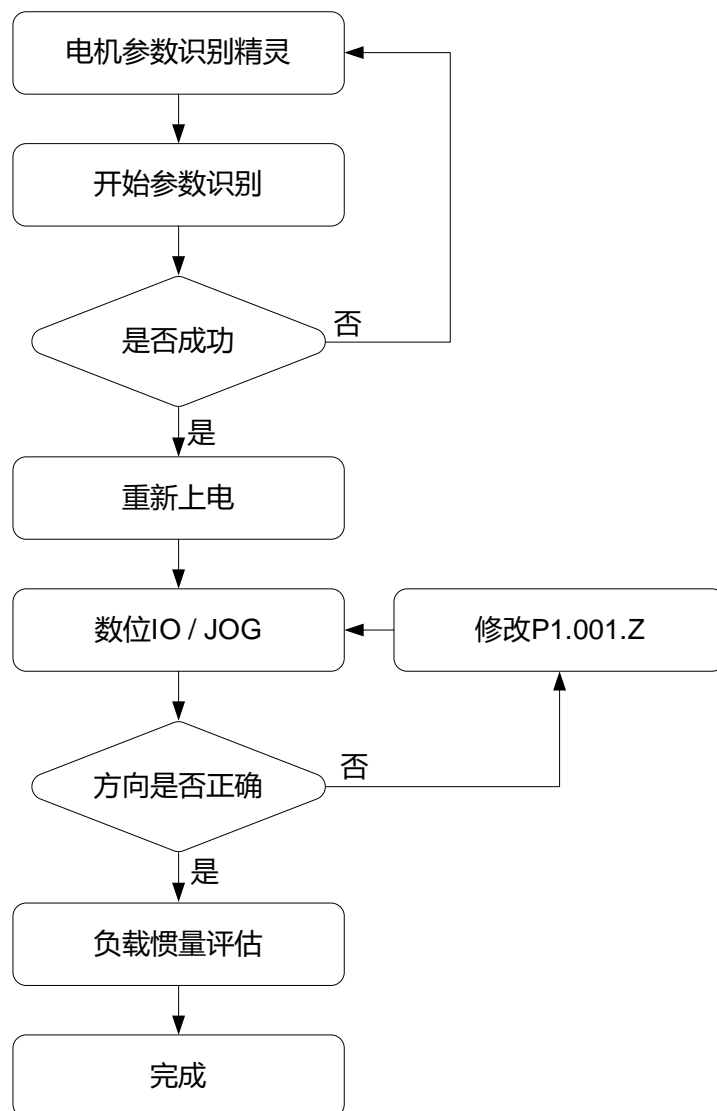 电机参数识别精灵
开始参数识别
是否成功
否
是
重新上电
数位IO / JOG
修改P1.001.Z
方向是否正确
否
是
负载惯量评估
完成